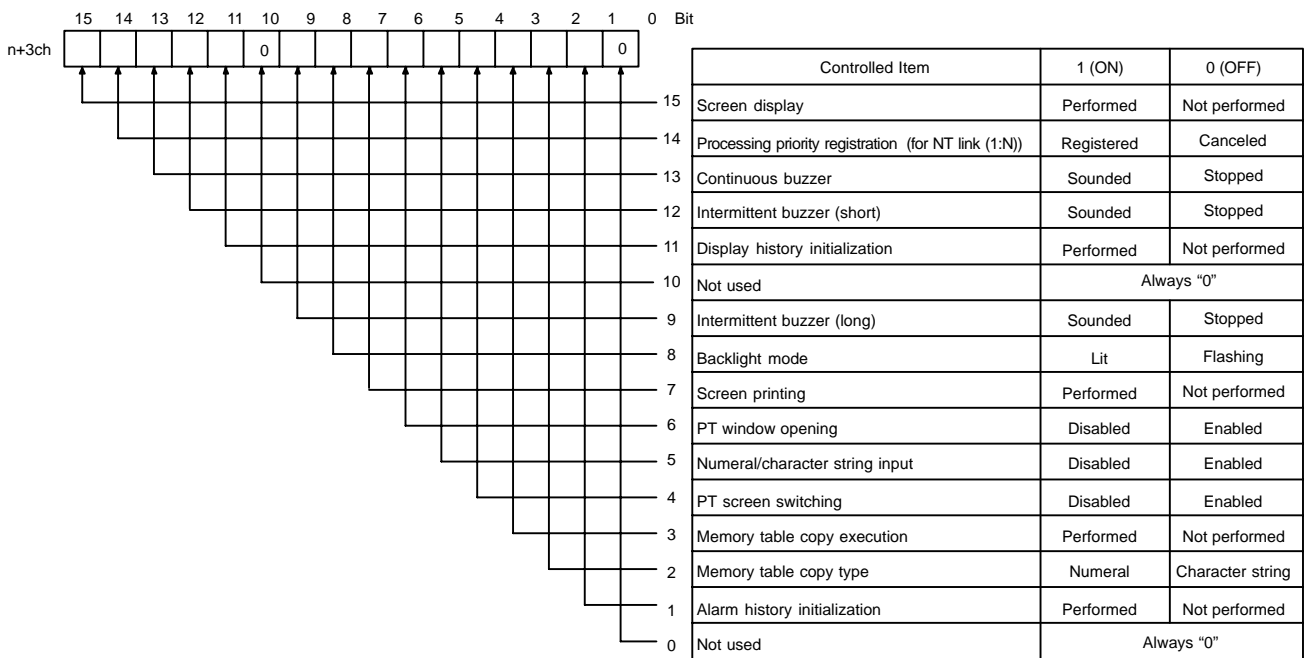 15 14 13 12 11 10 9 8 7 6 5 4 3 2 1 0 Bit
n+3ch 0 0
Controlled Item 1 (ON) 0 (OFF)
15 Screen display Performed Not performed
14 Processing priority registration (for NT link (1:N)) Registered Canceled
13 Continuous buzzer Sounded Stopped
12 Intermittent buzzer (short) Sounded Stopped
11 Display history initialization Performed Not performed
10 Not used Always “0”
9 Intermittent buzzer (long) Sounded Stopped
8 Backlight mode Lit Flashing
7 Screen printing Performed Not performed
6 PT window opening Disabled Enabled
5 Numeral/character string input Disabled Enabled
4 PT screen switching Disabled Enabled
3 Memory table copy execution Performed Not performed
2 Memory table copy type Numeral Character string
1 Alarm history initialization Performed Not performed
0 Not used Always “0”